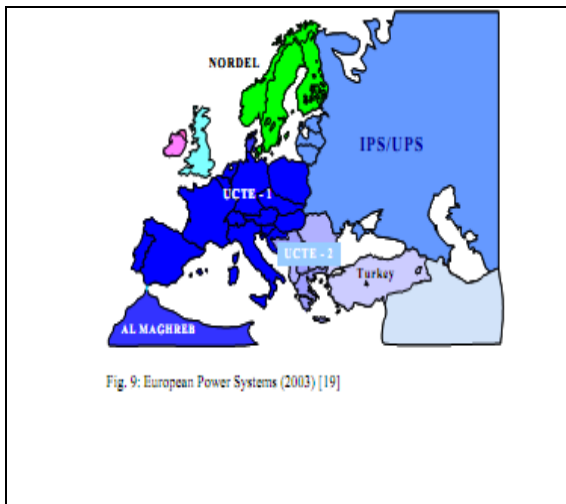 NORDEL
IPS/UPS
UCTE - 1
UCTE - 2
Turkey
AL MAGHREB
Fig. 9: European Power Systems (2003) [19]